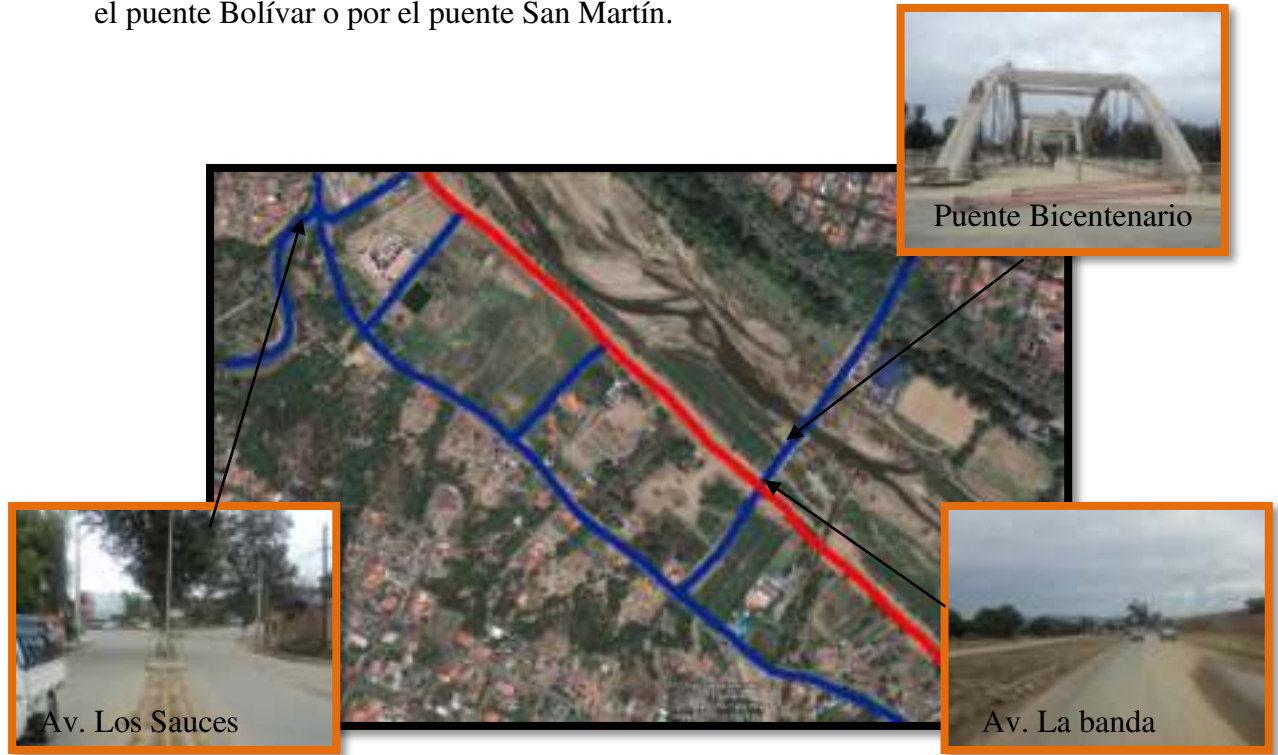 el puente Bolívar o por el puente San Martín.
Puente Bicentenario
Av. Los Sauces
Av. La banda